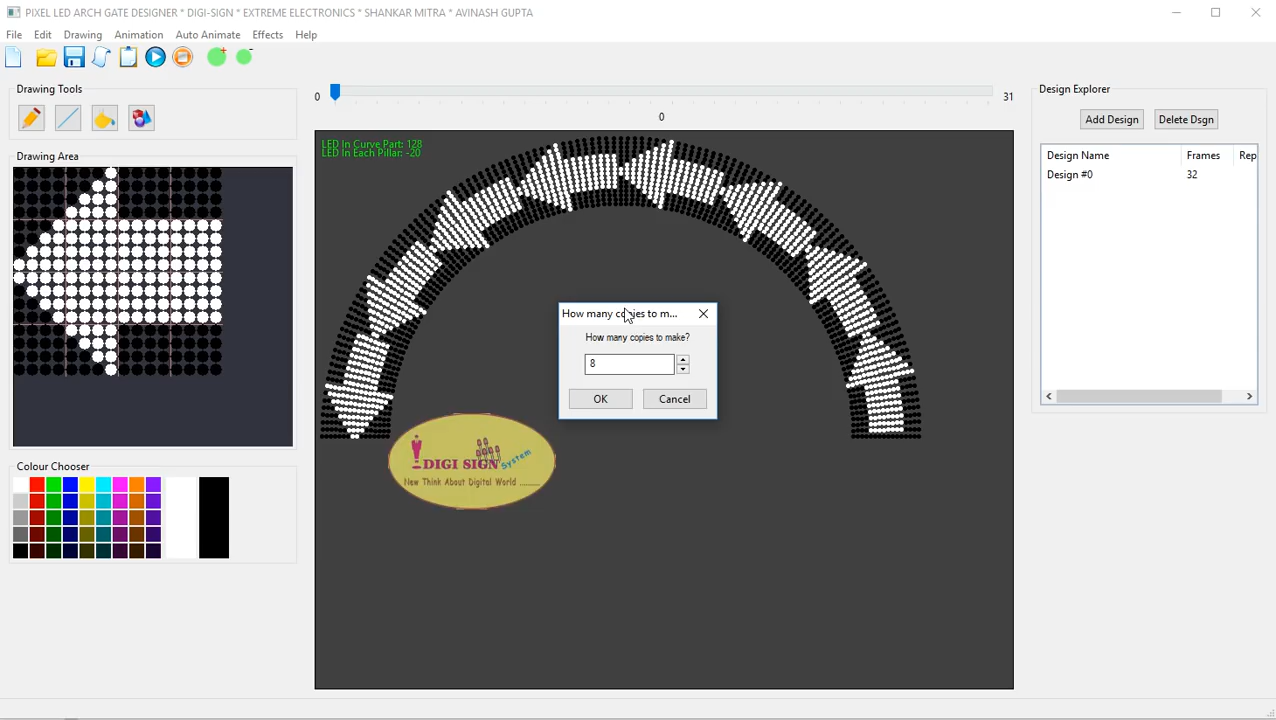 PIXEL LED ARCH GATE DESIGNER * DIGI-SIGN * EXTREME ELECTRONICS * SHANKAR MITRA * AVINASH GUPTA
File Edit Drawing Animation Auto Animate Effects Help
Drawing Tools
0
31
0
Design Explorer
Add Design
Delete Dsgn
Drawing Area
LED In Curve Part: 128
LED In Each Pillar: -20
Design Name Frames Rep
Design #0 32
How many copies to m...
How many copies to make?
8
OK
Cancel
DIGI SIGN System
New Think About Digital World .........
Colour Chooser